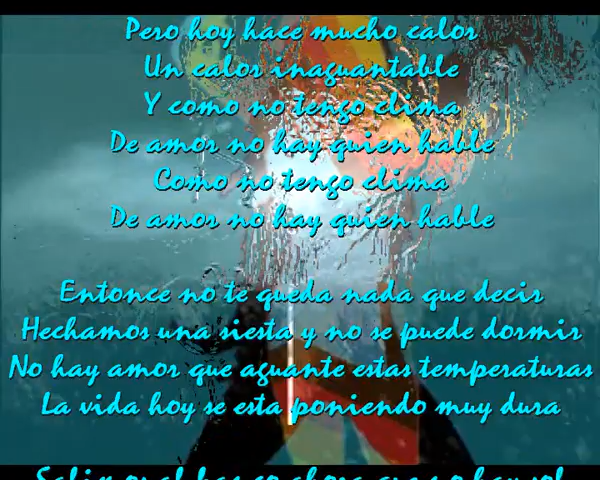 Pero hoy hace mucho calor
Un calor inaguantable
Y como no tengo clima
De amor no hay quien hable
Como no tengo clima
De amor no hay quien hable
Entonce no te queda nada que decir
Hechamos una siesta y no se puede dormir
No hay amor que aguante estas temperaturas
La vida hoy se esta poniendo muy dura